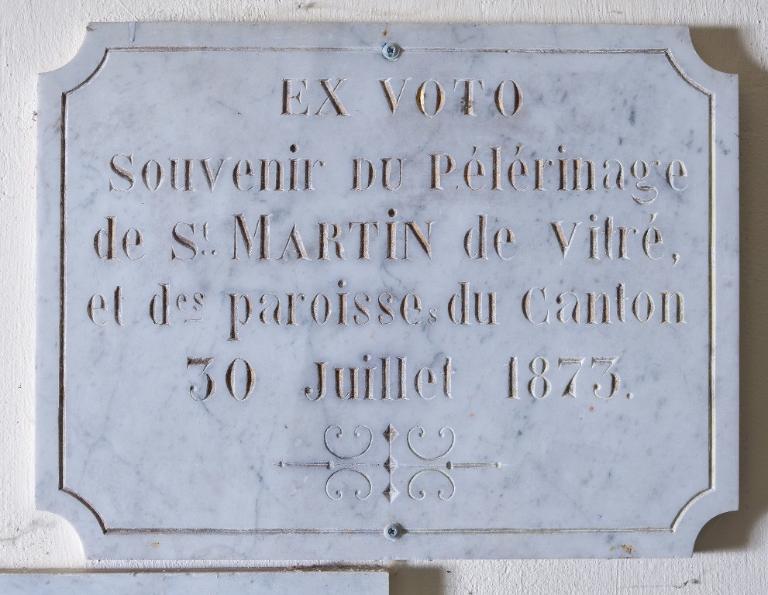 EX VOTO
Souvenir DU Pélérinage
de St. MARTIN de Vitré,
et des paroisses du Canton
30 Juillet 1873.